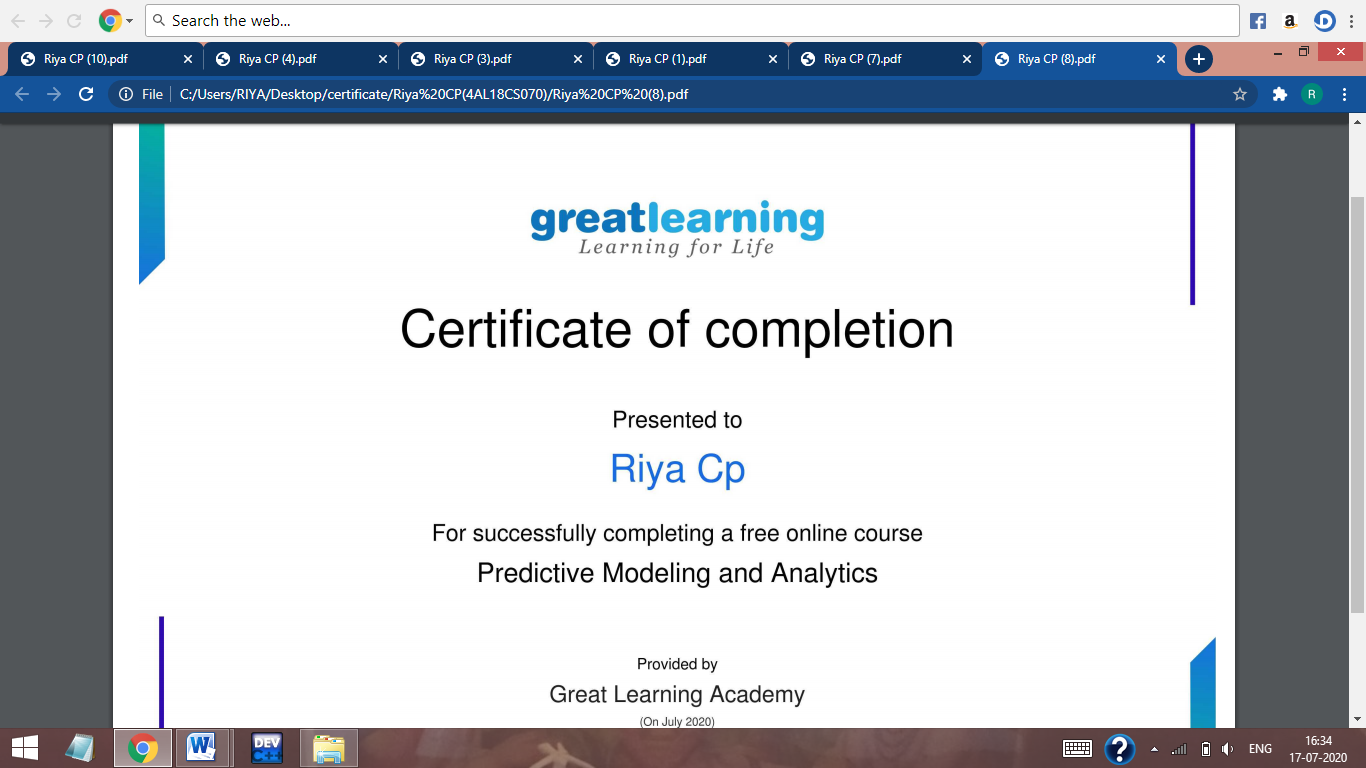 Search the web...
Riya CP (10).pdf
Riya CP (4).pdf
Riya CP (3).pdf
Riya CP (1).pdf
Riya CP (7).pdf
Riya CP (8).pdf
File
C:/Users/RIYA/Desktop/certificate/Riya%20CP(4AL18CS070)/Riya%20CP%20(8).pdf
R
greatlearning
Learning for Life
Certificate of completion
Presented to
Riya Cp
For successfully completing a free online course
Predictive Modeling and Analytics
Provided by
Great Learning Academy
(On July 2020)
DEV
C++
ENG
16:34
17-07-2020